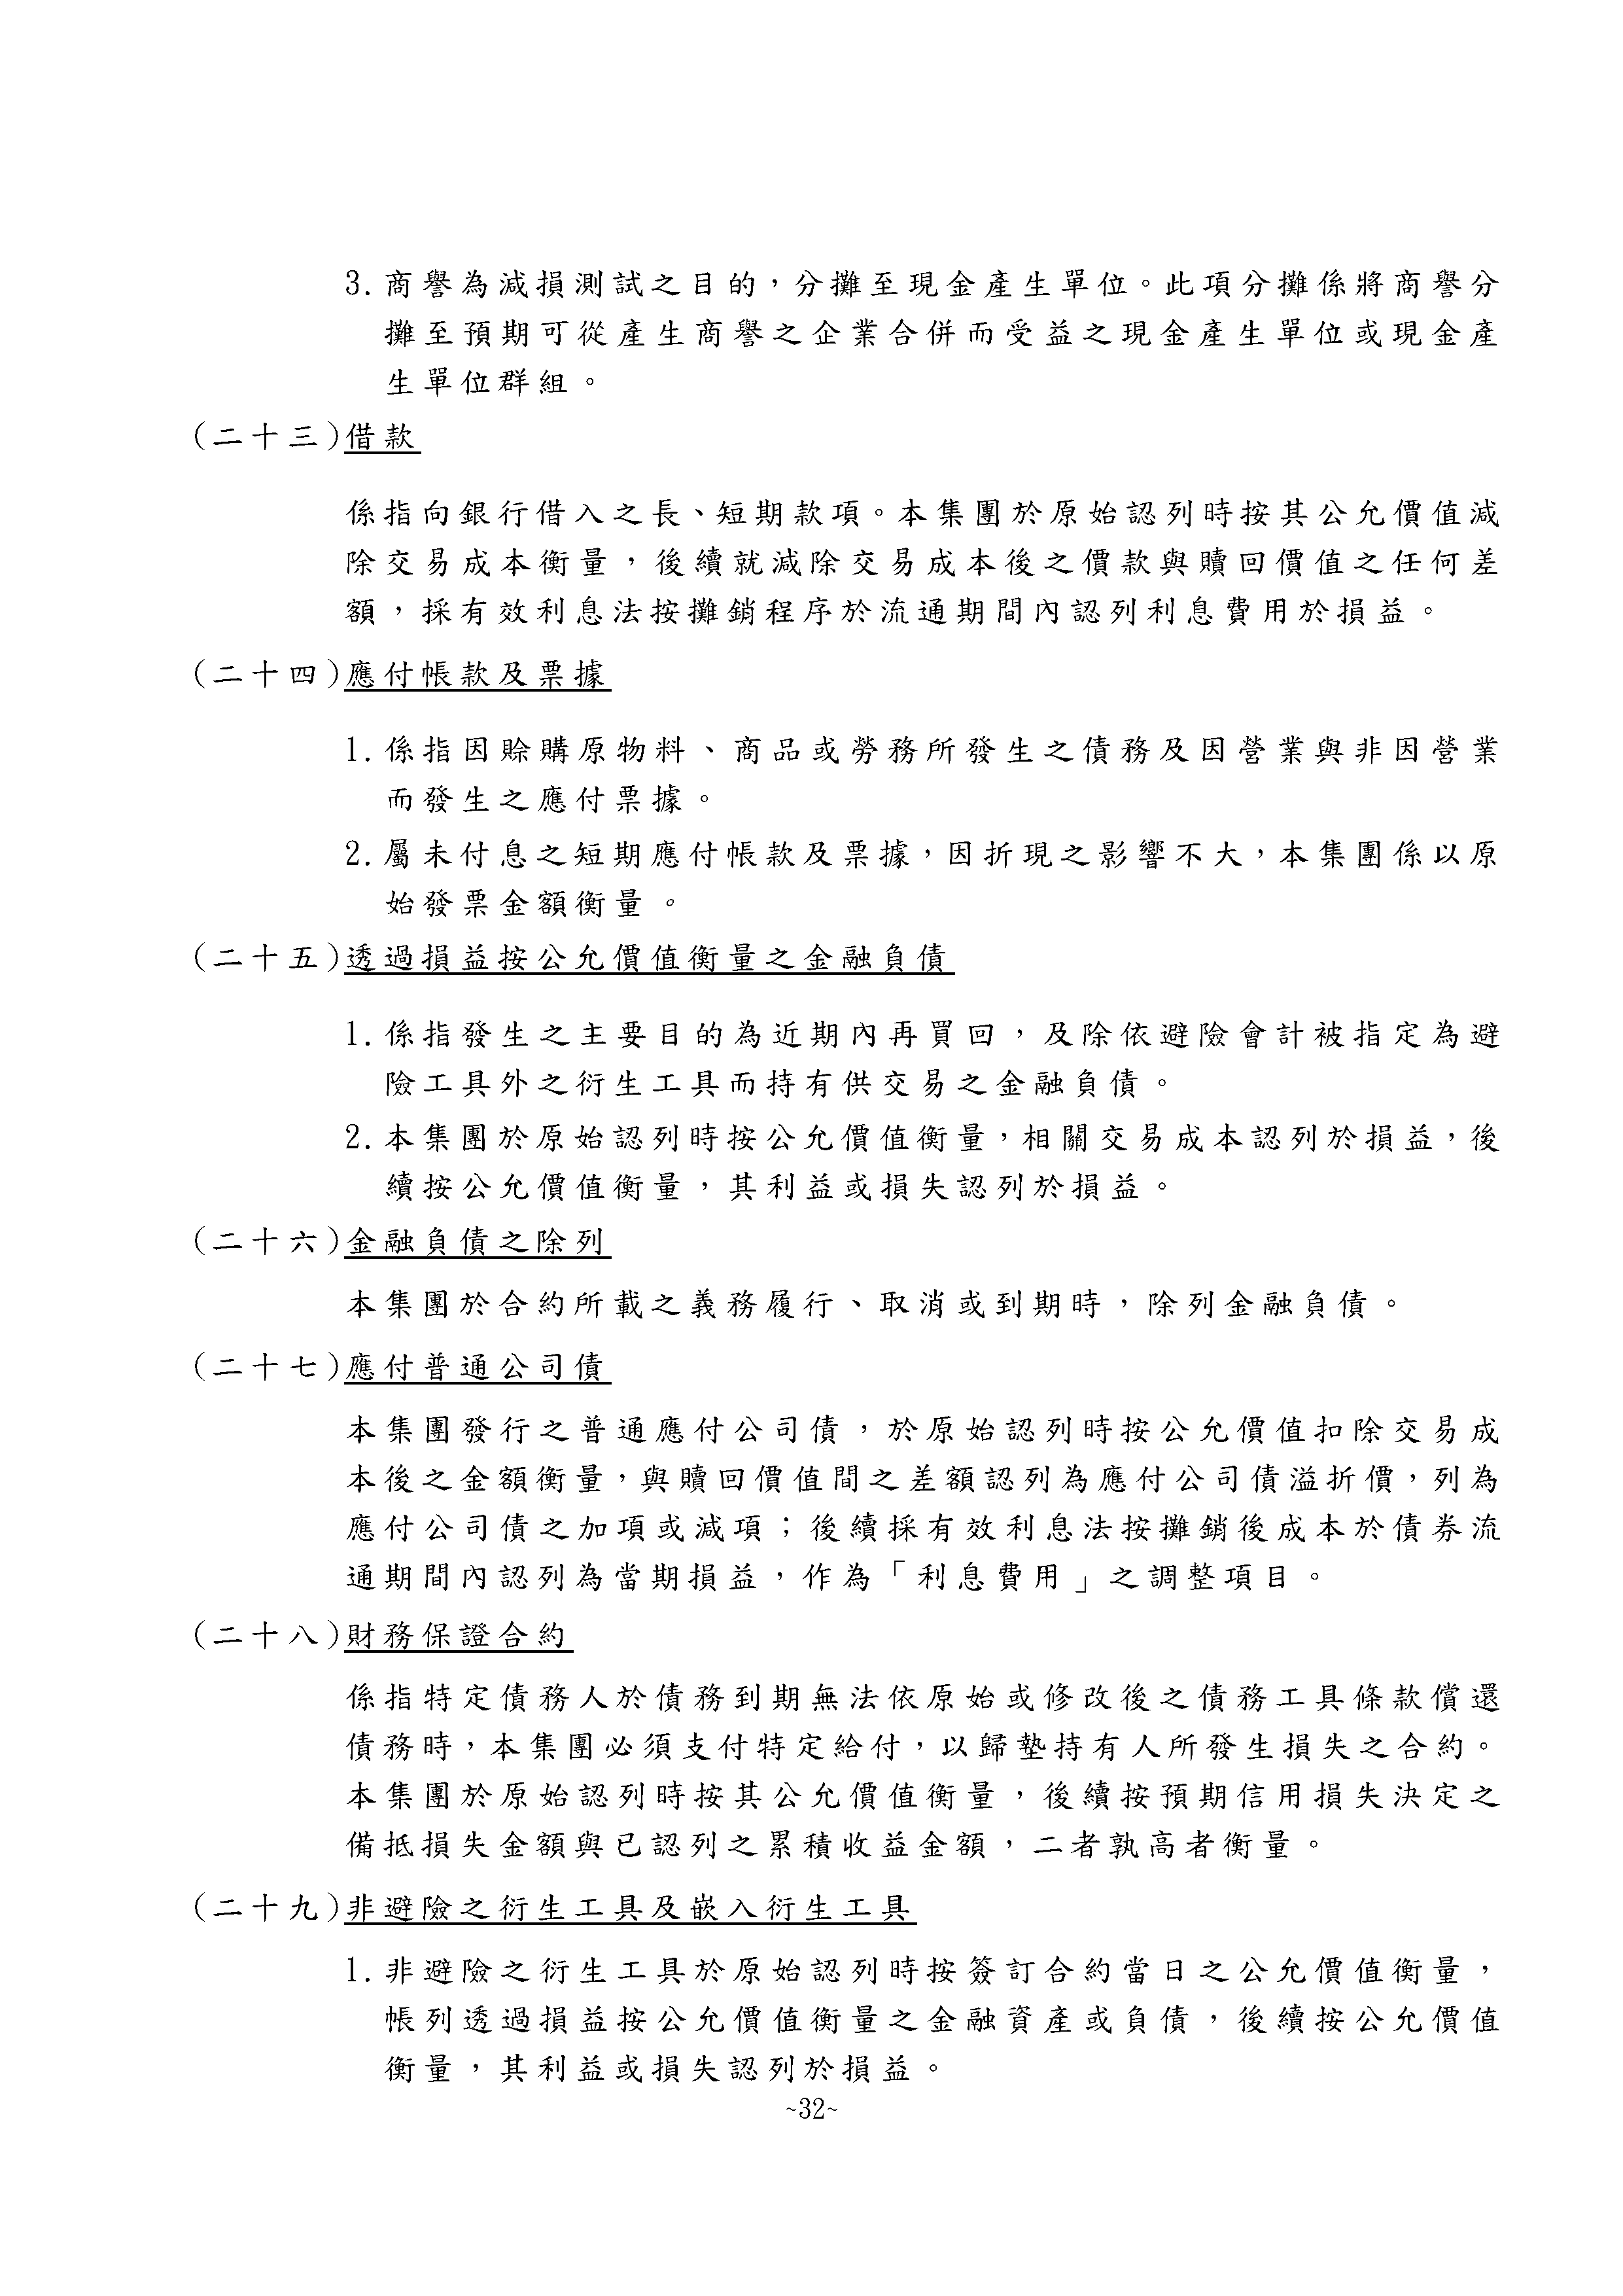 3.商譽為減損測試之目的，分攤至現金產生單位。此項分攤係將商譽分
攤至預期可從產生商譽之企業合併而受益之現金產生單位或現金產
生單位群組。
(二十三)借款
係指向銀行借入之長、短期款項。本集團於原始認列時按其公允價值減
除交易成本衡量，後續就減除交易成本後之價款與贖回價值之任何差
額，採有效利息法按攤銷程序於流通期間內認列利息費用於損益。
(二十四)應付帳款及票據
1.係指因賒購原物料、商品或勞務所發生之債務及因營業與非因營業
而發生之應付票據。
2.屬未付息之短期應付帳款及票據，因折現之影響不大，本集團係以原
始發票金額衡量。
(二十五)透過損益按公允價值衡量之金融負債
1.係指發生之主要目的為近期內再買回，及除依避險會計被指定為避
險工具外之衍生工具而持有供交易之金融負債。
2.本集團於原始認列時按公允價值衡量，相關交易成本認列於損益，後
續按公允價值衡量，其利益或損失認列於損益。
(二十六)金融負債之除列
本集團於合約所載之義務履行、取消或到期時，除列金融負債。
(二十七)應付普通公司債
本集團發行之普通應付公司債，於原始認列時按公允價值扣除交易成
本後之金額衡量，與贖回價值間之差額認列為應付公司債溢折價，列為
應付公司債之加項或減項；後續採有效利息法按攤銷後成本於債券流
通期間內認列為當期損益，作為「利息費用」之調整項目。
(二十八)財務保證合約
係指特定債務人於債務到期無法依原始或修改後之債務工具條款償還
債務時，本集團必須支付特定給付，以歸墊持有人所發生損失之合約。
本集團於原始認列時按其公允價值衡量，後續按預期信用損失決定之
備抵損失金額與已認列之累積收益金額，二者孰高者衡量。
(二十九)非避險之衍生工具及嵌入衍生工具
1.非避險之衍生工具於原始認列時按簽訂合約當日之公允價值衡量，
帳列透過損益按公允價值衡量之金融資產或負債，後續按公允價值
衡量，其利益或損失認列於損益。
~32~